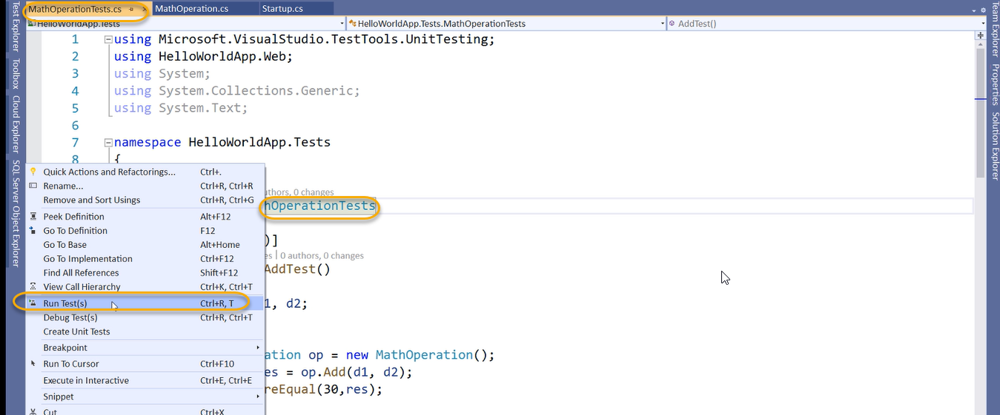 MathOperationTests.cs
MathOperation.cs
Startup.cs
HelloWorldApp.Tests
HelloWorldApp.Tests.MathOperationTests
AddTest()
Test Explorer
Toolbox
Cloud Explorer
SQL Server Object Explorer
1 using Microsoft.VisualStudio.TestTools.UnitTesting;
2 using HelloWorldApp.Web;
3 using System;
4 using System.Collections.Generic;
5 using System.Text;
6
7 namespace HelloWorldApp.Tests
8 {
uthors, 0 changes
hOperationTests
)]
es | 0 authors, 0 changes
AddTest()
1, d2;
ation op = new MathOperation();
es = op.Add(d1, d2);
reEqual(30,res);
Quick Actions and Refactorings... Ctrl+.
Rename... Ctrl+R, Ctrl+R
Remove and Sort Usings Ctrl+R, Ctrl+G
Peek Definition Alt+F12
Go To Definition F12
Go To Base Alt+Home
Go To Implementation Ctrl+F12
Find All References Shift+F12
View Call Hierarchy Ctrl+K, Ctrl+T
Run Test(s) Ctrl+R, T
Debug Test(s) Ctrl+R, Ctrl+T
Create Unit Tests
Breakpoint
Run To Cursor Ctrl+F10
Execute in Interactive Ctrl+E, Ctrl+E
Snippet
Cut Ctrl+X
Team Explorer
Properties
Solution Explorer